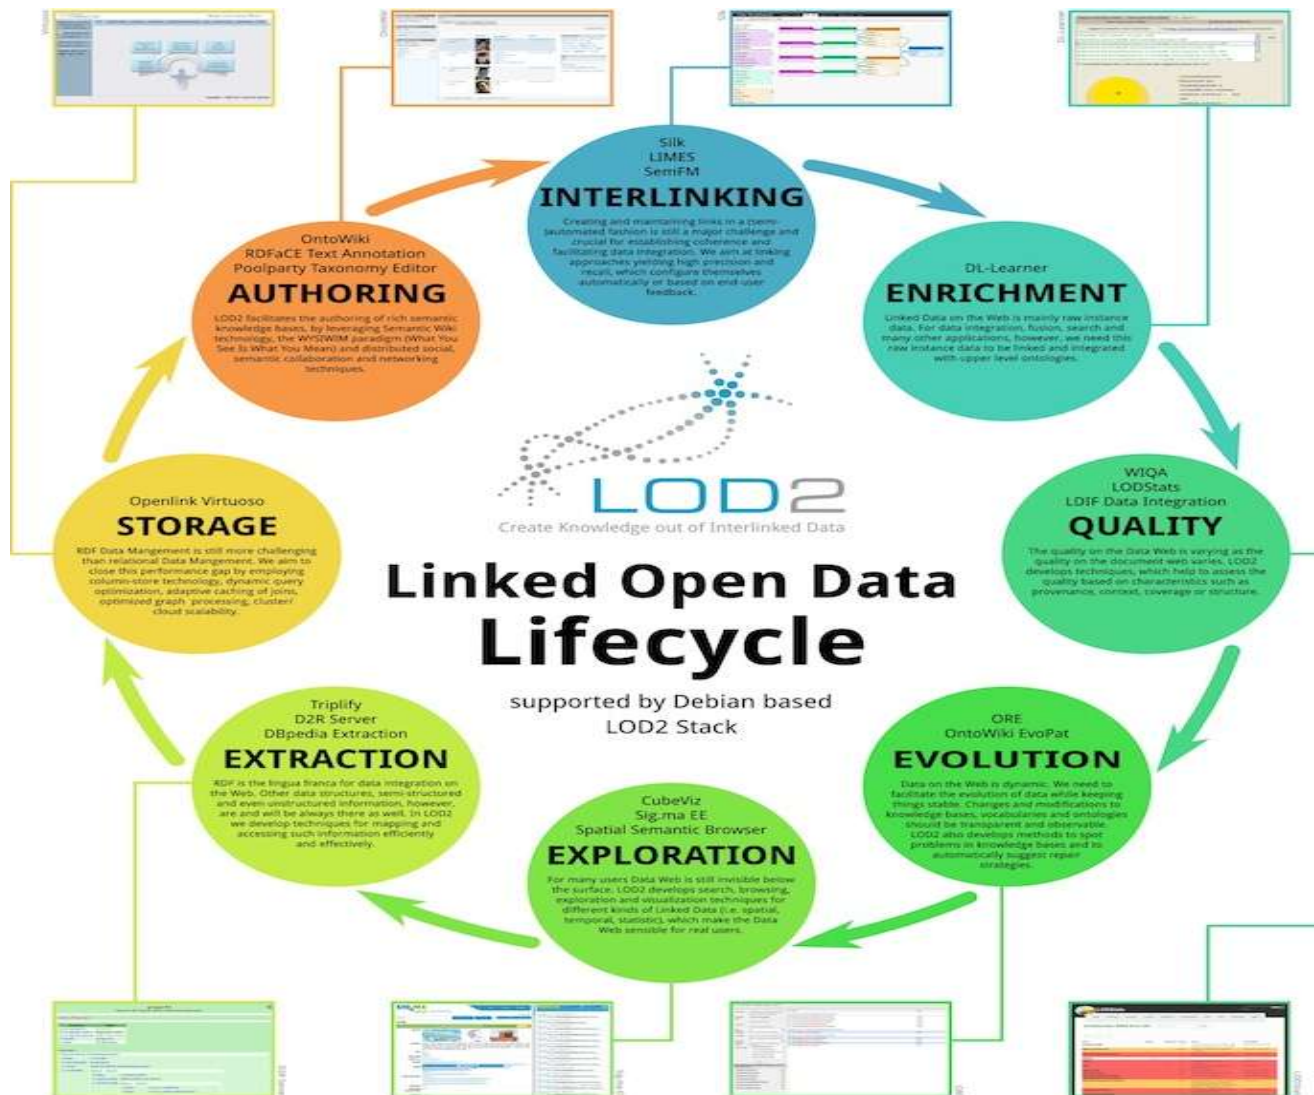 Silk
LIMES
SemFM
INTERLINKING
Creating and maintaining links in a (semi-
)automated fashion is still a major challenge and
crucial for establishing coherence and
facilitating data integration. We aim at linking
approaches yielding high precision and
recall, which configure themselves
automatically or based on end-user
feedback.
OntoWiki
RDFaCE Text Annotation
Poolparty Taxonomy Editor
AUTHORING
LOD2 facilitates the authoring of rich semantic
knowledge bases, by leveraging Semantic Wiki
technology, the WYSIWIM paradigm (What You
See Is What You Mean) and distributed social,
semantic collaboration and networking
techniques.
DL-Learner
ENRICHMENT
Linked Data on the Web is mainly raw instance
data. For data integration, fusion, search and
many other applications, however, we need this
raw instance data to be linked and integrated
with upper level ontologies.
LOD2
Create Knowledge out of Interlinked Data
Linked Open Data
Lifecycle
supported by Debian based
LOD2 Stack
Openlink Virtuoso
STORAGE
RDF Data Mangement is still more challenging
than relational Data Mangement. We aim to
close this performance gap by employing
column-store technology, dynamic query
optimization, adaptive caching of joins,
optimized graph processing, cluster/
cloud scalability.
WIQA
LODStats
LDIF Data Integration
QUALITY
The quality on the Data Web is varying as the
quality on the document web varies. LOD2
develops techniques, which help to assess the
quality based on characteristics such as
provenance, context, coverage or structure.
Triplify
D2R Server
DBpedia Extraction
EXTRACTION
RDF is the lingua franca for data integration on
the Web. Other data structures, semi-structured
and even unstructured information, however,
are and will be always there as well. In LOD2
we develop techniques for mapping and
accessing such information efficiently
and effectively.
ORE
OntoWiki EvoPat
EVOLUTION
Data on the Web is dynamic. We need to
facilitate the evolution of data while keeping
things stable. Changes and modifications to
knowledge bases, vocabularies and ontologies
should be transparent and observable.
LOD2 also develops methods to spot
problems in knowledge bases and to
automatically suggest repair
strategies.
CubeViz
Sig.ma EE
Spatial Semantic Browser
EXPLORATION
For many users Data Web is still invisible below
the surface. LOD2 develops search, browsing,
exploration and visualization techniques for
different kinds of Linked Data (i.e. spatial,
temporal, statistic), which make the Data
Web sensible for real users.